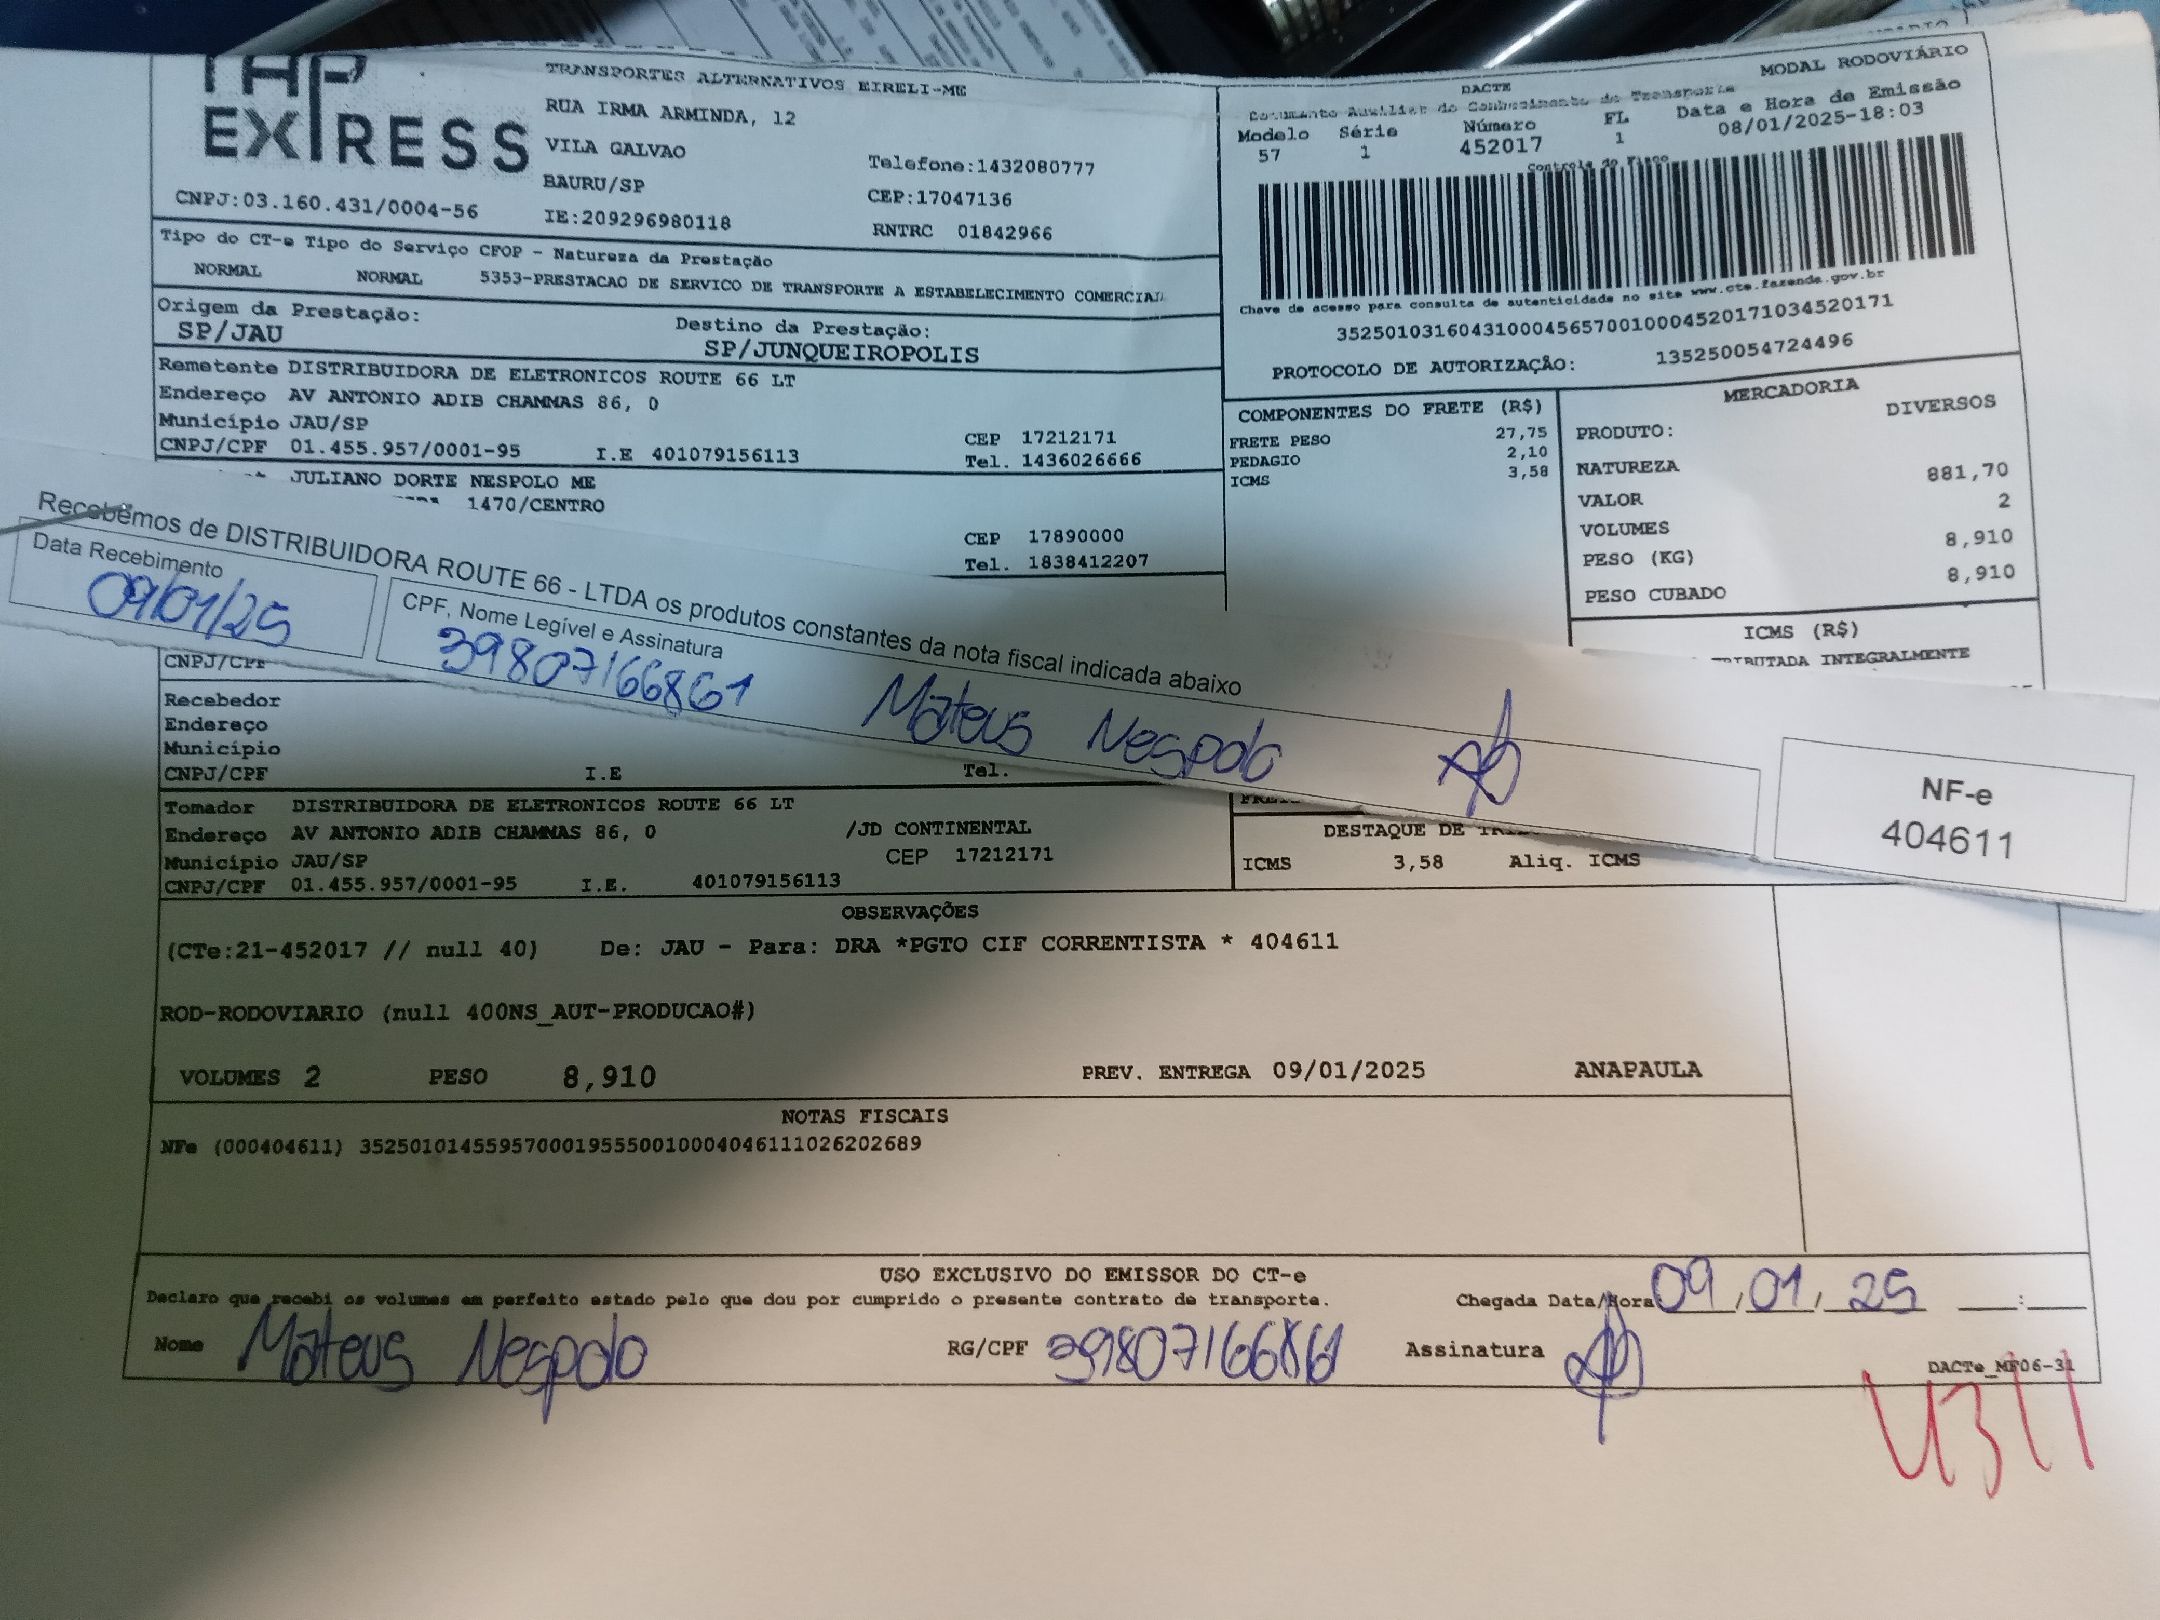 TAP
EXPRESS
CNPJ:03.160.431/0004-56
TRANSPORTES ALTERNATIVOS EIRELI-ME
RUA IRMA ARMINDA, 12
VILA GALVAO
BAURU/SP
IE:209296980118
Telefone:1432080777
CEP:17047136
RNTRC 01842966
DACTE
MODAL RODOVIÁRIO
Documento Auxiliar do Conhecimento de Transporte
Modelo Série Número FL Data e Hora de Emissão
57 1 452017 1 08/01/2025-18:03
Controle do Fisco
Chave de acesso para consulta de autenticidade no site www.cte.fazenda.gov.br
35250103160431000456570010004520171034520171
PROTOCOLO DE AUTORIZAÇÃO: 135250054724496
Tipo do CT-e Tipo do Serviço CFOP - Natureza da Prestação
NORMAL NORMAL 5353-PRESTACAO DE SERVICO DE TRANSPORTE A ESTABELECIMENTO COMERCIAL
Origem da Prestação:
SP/JAU
Destino da Prestação:
SP/JUNQUEIROPOLIS
Remetente DISTRIBUIDORA DE ELETRONICOS ROUTE 66 LT
Endereço AV ANTONIO ADIB CHAMMAS 86, 0
Município JAU/SP
CEP 17212171
CNPJ/CPF 01.455.957/0001-95 I.E 401079156113 Tel. 1436026666
JULIANO DORTE NESPOLO ME
1470/CENTRO
CEP 17890000
Tel. 1838412207
COMPONENTES DO FRETE (R$)
FRETE PESO 27,75
PEDAGIO 2,10
ICMS 3,58
MERCADORIA
PRODUTO: DIVERSOS
NATUREZA
VALOR 881,70
VOLUMES 2
PESO (KG) 8,910
PESO CUBADO 8,910
ICMS (R$)
TRIBUTADA INTEGRALMENTE
Recebemos de DISTRIBUIDORA ROUTE 66 - LTDA os produtos constantes da nota fiscal indicada abaixo
Data Recebimento
09/01/25
CPF, Nome Legível e Assinatura
39807166861 Mateus Nespolo
NF-e
404611
CNPJ/CPF
Recebedor
Endereço
Município
CNPJ/CPF I.E Tel.
Tomador DISTRIBUIDORA DE ELETRONICOS ROUTE 66 LT
Endereço AV ANTONIO ADIB CHAMMAS 86, 0 /JD CONTINENTAL
Município JAU/SP CEP 17212171
CNPJ/CPF 01.455.957/0001-95 I.E. 401079156113
DESTAQUE DE
ICMS 3,58 Aliq. ICMS
OBSERVAÇÕES
(CTe:21-452017 // null 40) De: JAU - Para: DRA *PGTO CIF CORRENTISTA * 404611
ROD-RODOVIARIO (null 400NS_AUT-PRODUCAO#)
VOLUMES 2 PESO 8,910 PREV. ENTREGA 09/01/2025 ANAPAULA
NOTAS FISCAIS
NFe (000404611) 35250101455957000195550010004046111026202689
USO EXCLUSIVO DO EMISSOR DO CT-e
Declaro que recebi os volumes em perfeito estado pelo que dou por cumprido o presente contrato de transporte. Chegada Data/Hora 09,01,25 :
Nome Mateus Nespolo RG/CPF 39807166861 Assinatura
DACTe_MF06-31